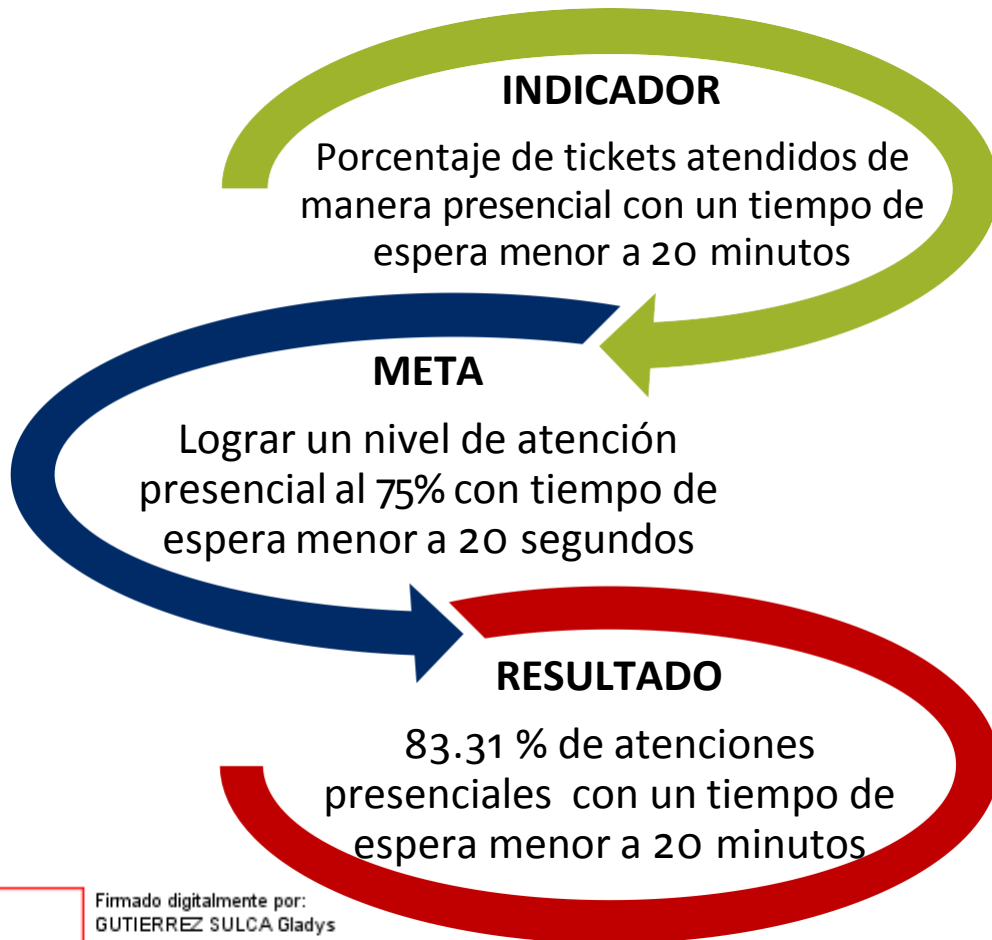 INDICADOR
Porcentaje de tickets atendidos de
manera presencial con un tiempo de
espera menor a 20 minutos
META
Lograr un nivel de atención
presencial al 75% con tiempo de
espera menor a 20 segundos
RESULTADO
83.31 % de atenciones
presenciales con un tiempo de
espera menor a 20 minutos
Firmado digitalmente por:
GUTIERREZ SULCA Gladys